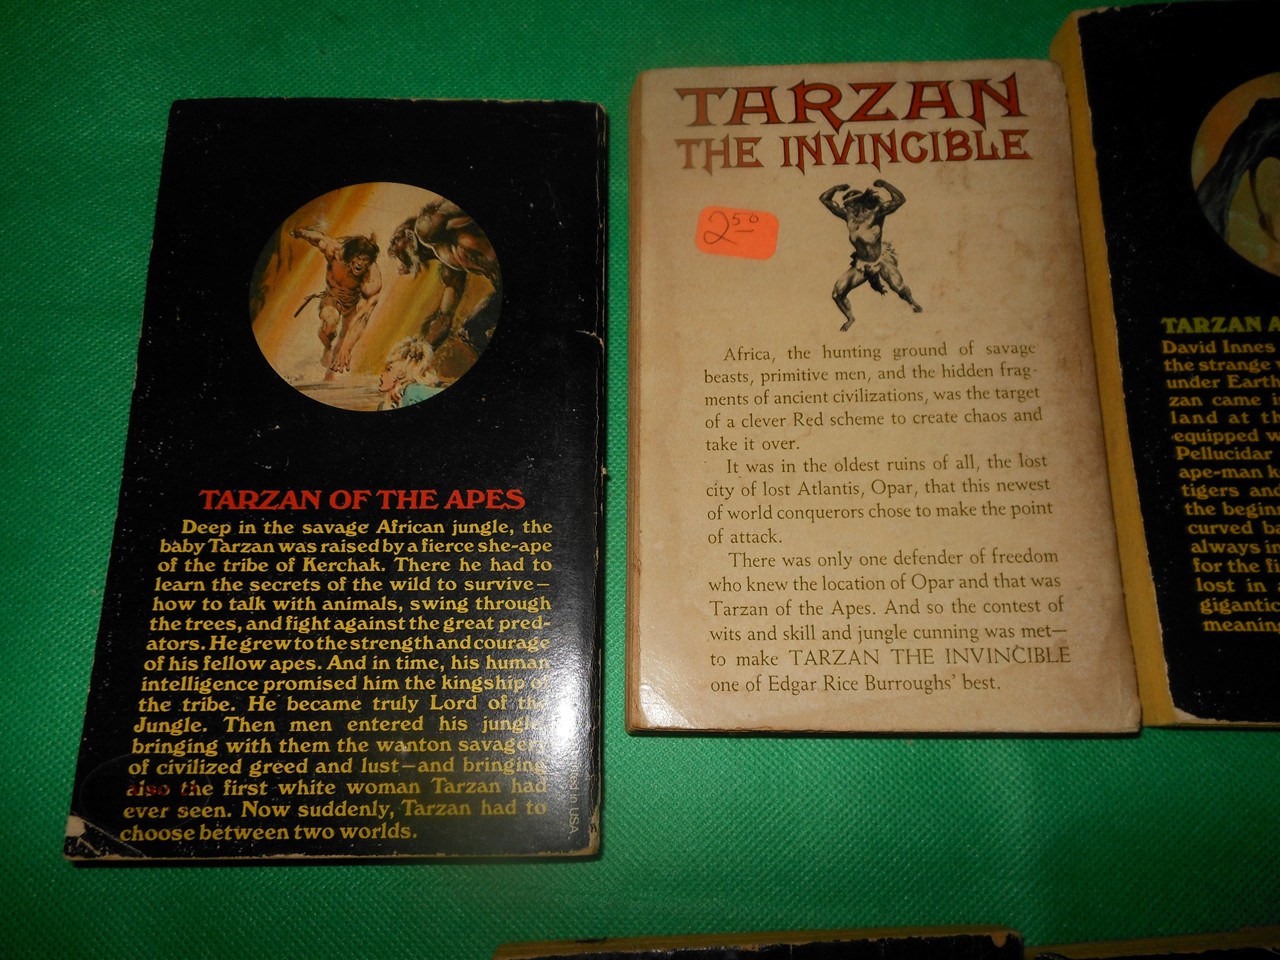 TARZAN OF THE APES
Deep in the savage African jungle, the
baby Tarzan was raised by a fierce she-ape
of the tribe of Kerchak. There he had to
learn the secrets of the wild to survive—
how to talk with animals, swing through
the trees, and fight against the great pred-
ators. He grew to the strength and courage
of his fellow apes. And in time, his human
intelligence promised him the kingship of
the tribe. He became truly Lord of the
Jungle. Then men entered his jungle,
bringing with them the wanton savagery
of civilized greed and lust—and bringing
also the first white woman Tarzan had
ever seen. Now suddenly, Tarzan had to
choose between two worlds.
in USA
TARZAN
THE INVINCIBLE
2 50
Africa, the hunting ground of savage
beasts, primitive men, and the hidden frag-
ments of ancient civilizations, was the target
of a clever Red scheme to create chaos and
take it over.
It was in the oldest ruins of all, the lost
city of lost Atlantis, Opar, that this newest
of world conquerors chose to make the point
of attack.
There was only one defender of freedom
who knew the location of Opar and that was
Tarzan of the Apes. And so the contest of
wits and skill and jungle cunning was met—
to make TARZAN THE INVINCIBLE
one of Edgar Rice Burroughs' best.
TARZAN A
David Innes
the strange
under Earth
zan came i
land at th
equipped w
Pellucidar
ape-man k
tigers and
the begin
curved ba
always in
for the fi
lost in
gigantic
meaning